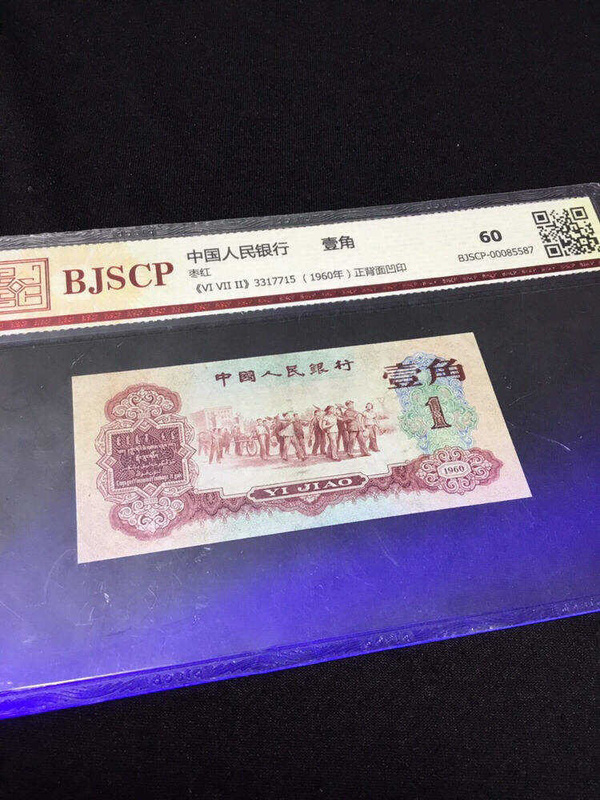 BJSCP
中国人民银行 壹角
枣红
《VI VII II》3317715 （1960年）正背面凹印
60
BJSCP-00085587
中國人民銀行
壹角
1
1960
YI JIAO